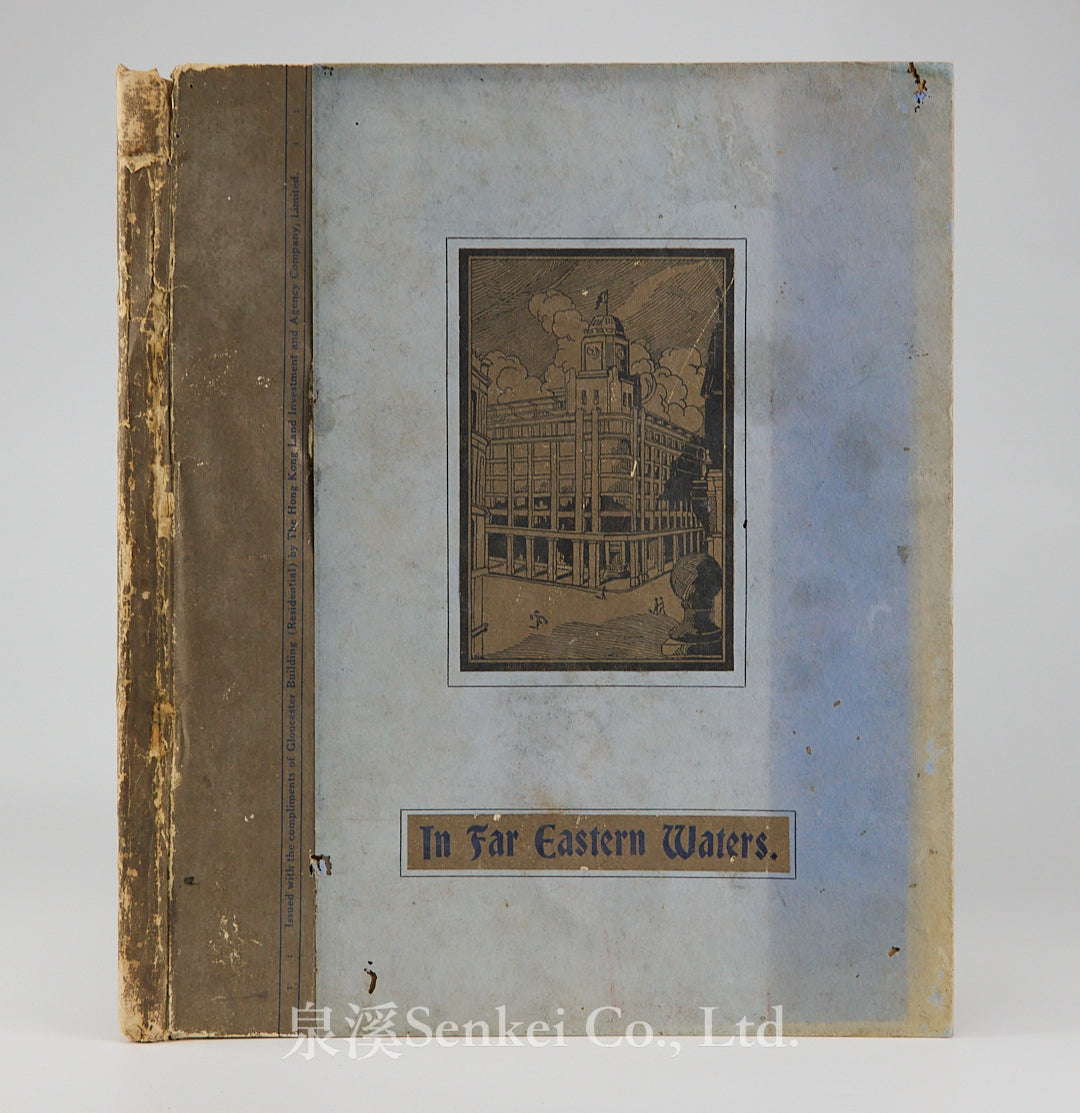 Issued with the compliments of Gloucester Building (Residential) by The Hong Kong Land Investment and Agency Company, Limited.
In Far Eastern Waters.
泉溪Senkei Co., Ltd.